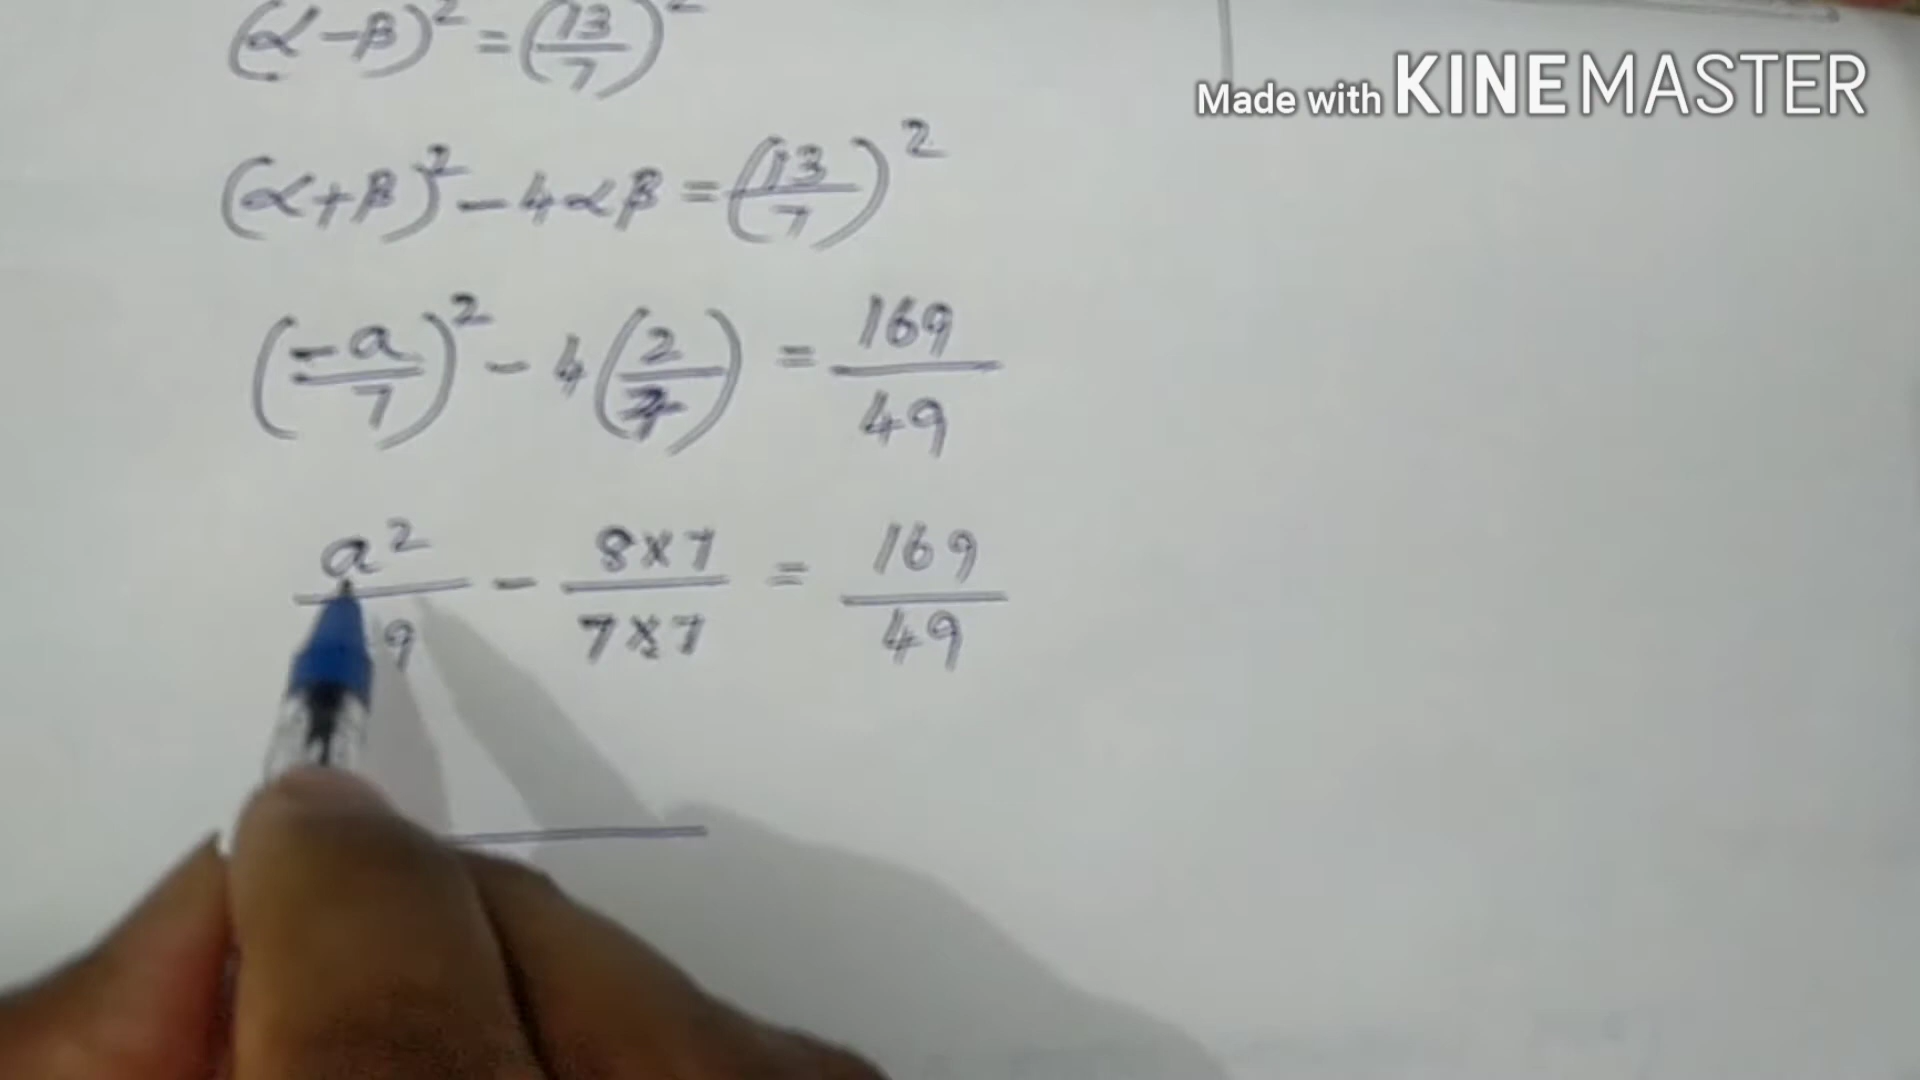 (α-β)² = (13/7)²
Made with KINEMASTER
(α+β)² - 4αβ = (13/7)²
(-a/7)² - 4(2/7) = 169/49
a²/9 - 8×7/7×7 = 169/49